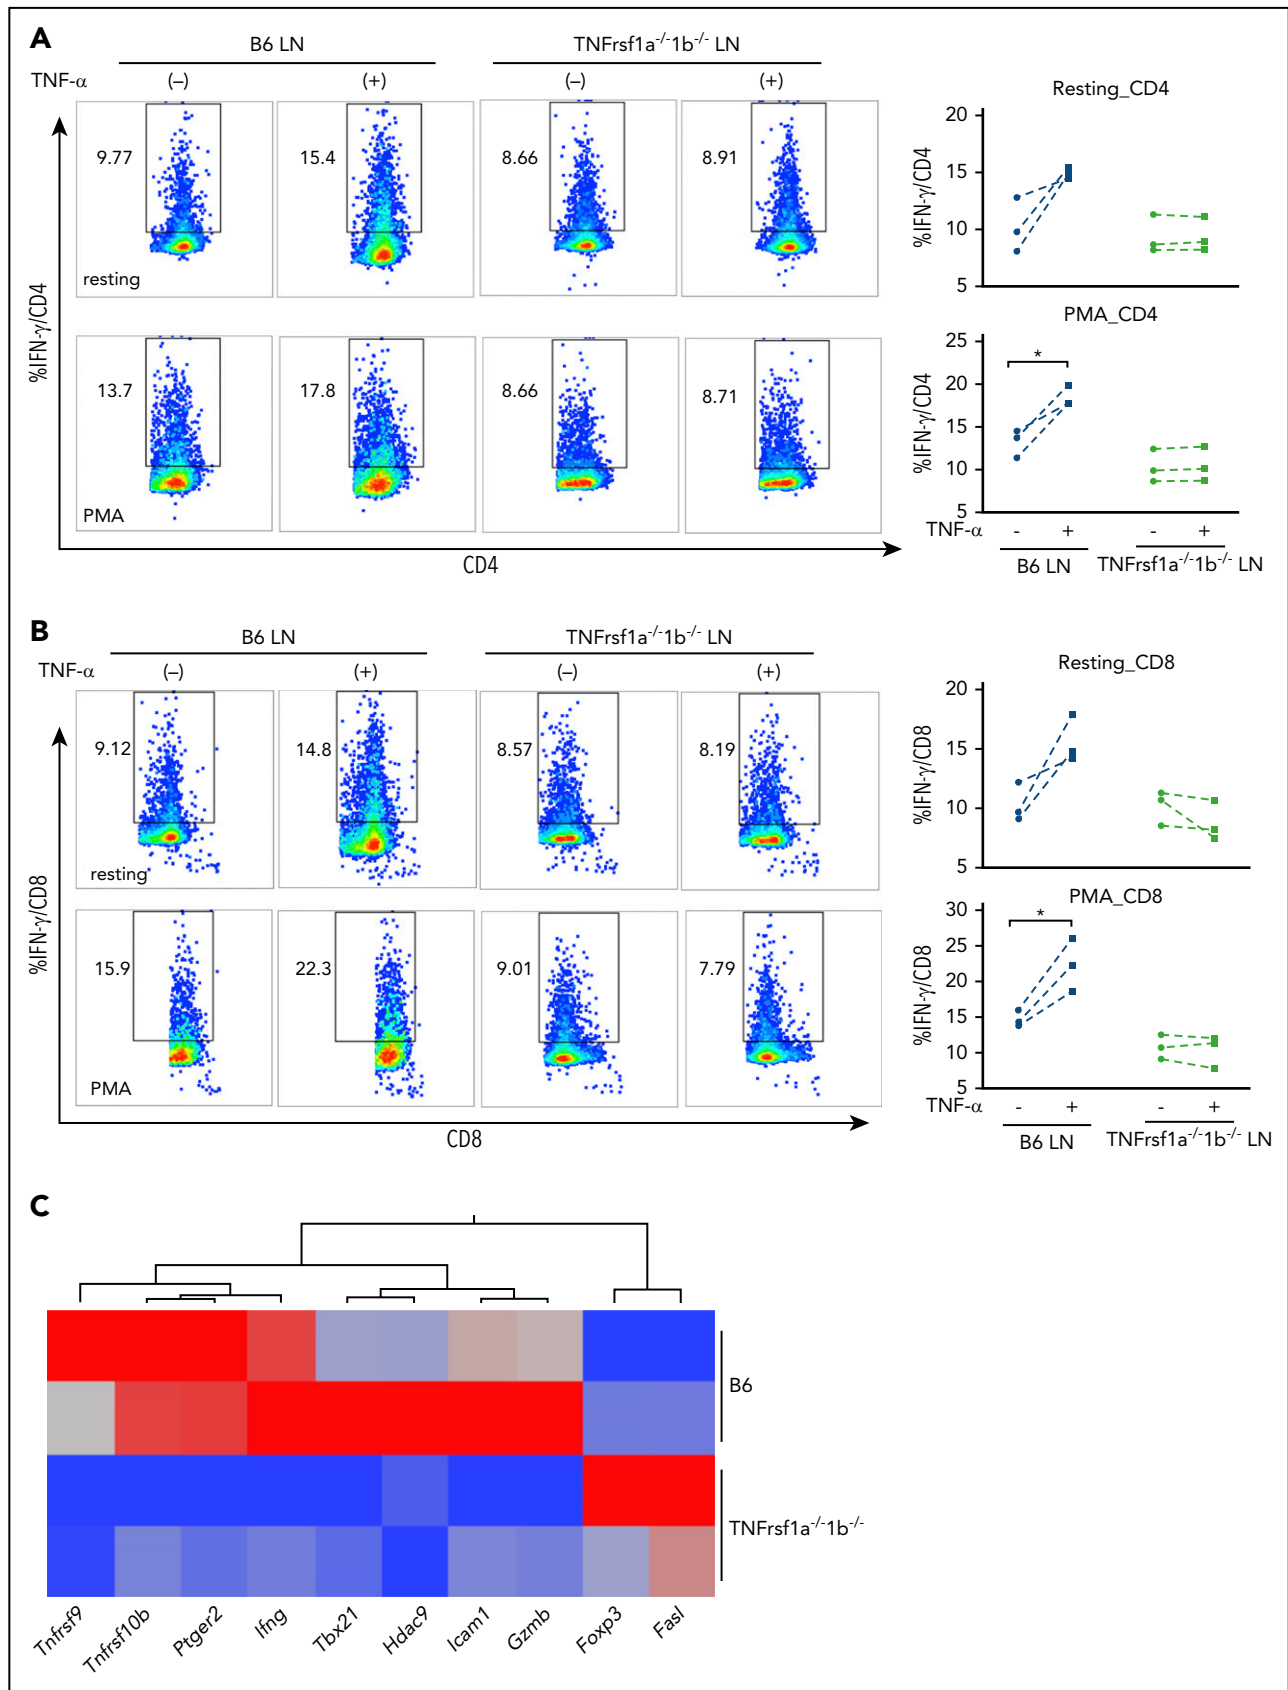 A
B6 LN
TNFrsf1a-/-1b-/- LN
TNF-α (–) (+) (–) (+)
%IFN-γ/CD4
9.77
15.4
8.66
8.91
resting
13.7
17.8
8.66
8.71
PMA
CD4
Resting_CD4
%IFN-γ/CD4
20
15
10
5
PMA_CD4
%IFN-γ/CD4
25
20
15
10
5
*
TNF-α - + - +
B6 LN
TNFrsf1a-/-1b-/- LN
B
B6 LN
TNFrsf1a-/-1b-/- LN
TNF-α (–) (+) (–) (+)
%IFN-γ/CD8
9.12
14.8
8.57
8.19
resting
15.9
22.3
9.01
7.79
PMA
CD8
Resting_CD8
%IFN-γ/CD8
20
15
10
5
PMA_CD8
%IFN-γ/CD8
30
25
20
15
10
5
*
TNF-α - + - +
B6 LN
TNFrsf1a-/-1b-/- LN
C
B6
TNFrsf1a-/-1b-/-
Tnfrsf9
Tnfrsf10b
Ptger2
Ifng
Tbx21
Hdac9
Icam1
Gzmb
Foxp3
Fasl